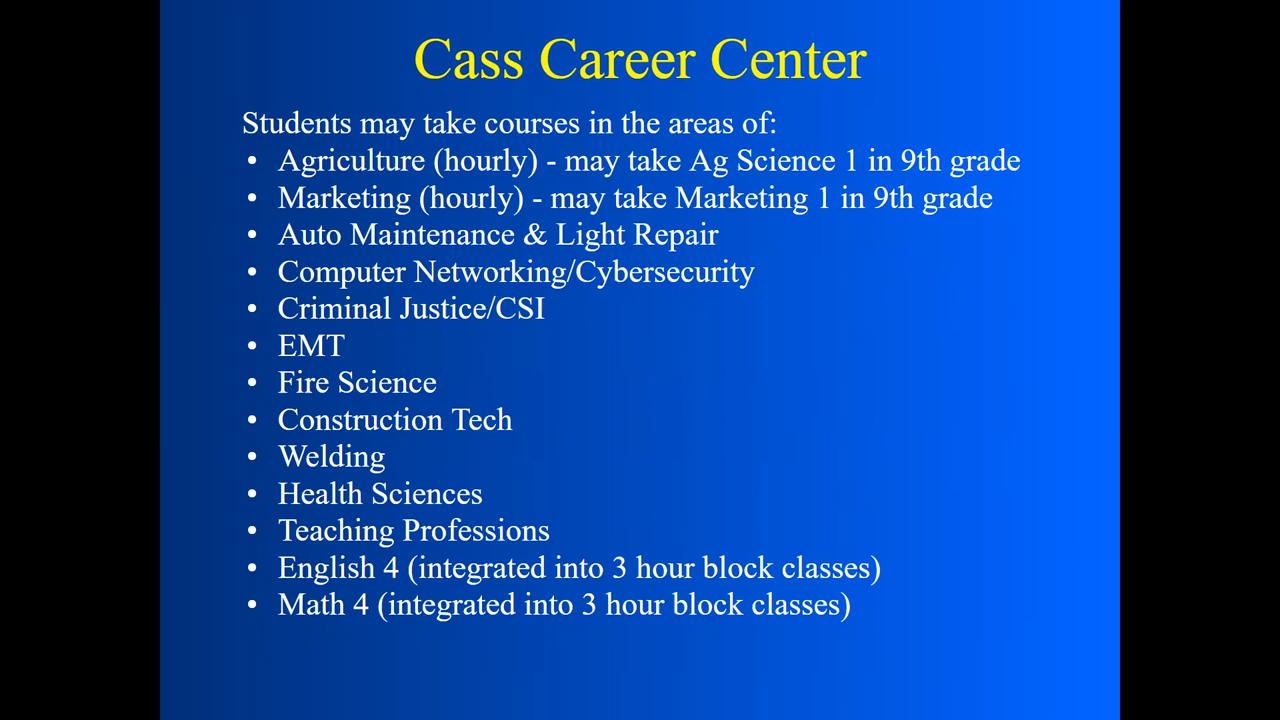 Cass Career Center
Students may take courses in the areas of:
• Agriculture (hourly) - may take Ag Science 1 in 9th grade
• Marketing (hourly) - may take Marketing 1 in 9th grade
• Auto Maintenance & Light Repair
• Computer Networking/Cybersecurity
• Criminal Justice/CSI
• EMT
• Fire Science
• Construction Tech
• Welding
• Health Sciences
• Teaching Professions
• English 4 (integrated into 3 hour block classes)
• Math 4 (integrated into 3 hour block classes)